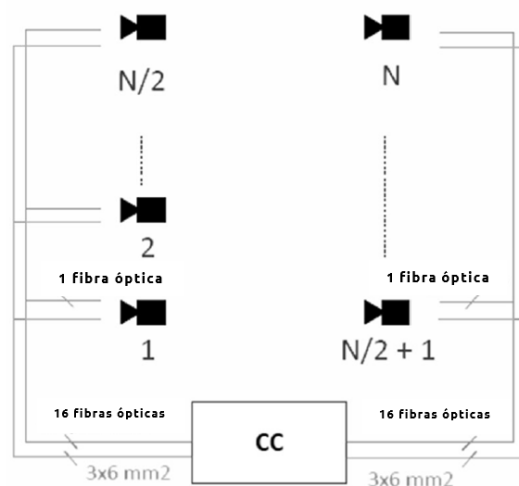 N/2
N
2
1 fibra óptica
1 fibra óptica
1
N/2 + 1
16 fibras ópticas
CC
16 fibras ópticas
3x6 mm2
3x6 mm2